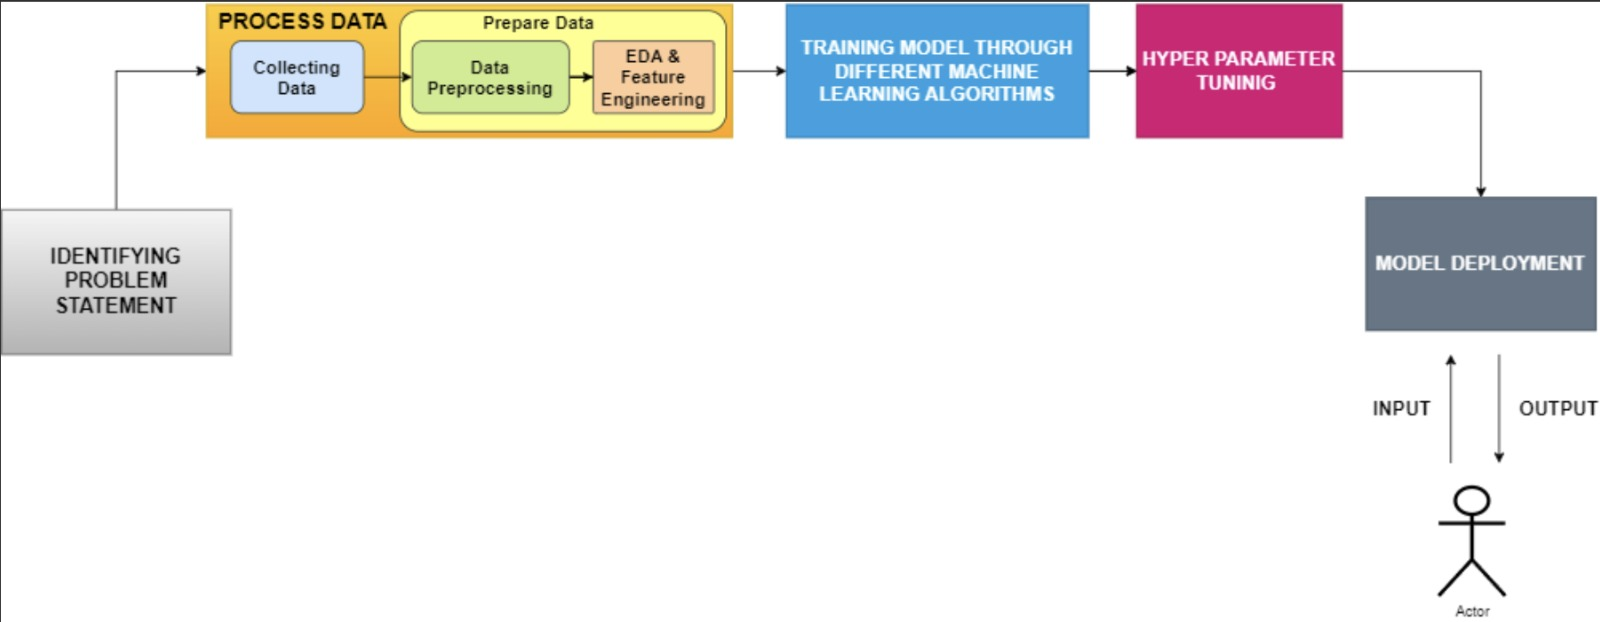 PROCESS DATA
Prepare Data
Collecting
Data
Data
Preprocessing
EDA &
Feature
Engineering
TRAINING MODEL THROUGH
DIFFERENT MACHINE
LEARNING ALGORITHMS
HYPER PARAMETER
TUNINIG
IDENTIFYING
PROBLEM
STATEMENT
MODEL DEPLOYMENT
INPUT
OUTPUT
Actor